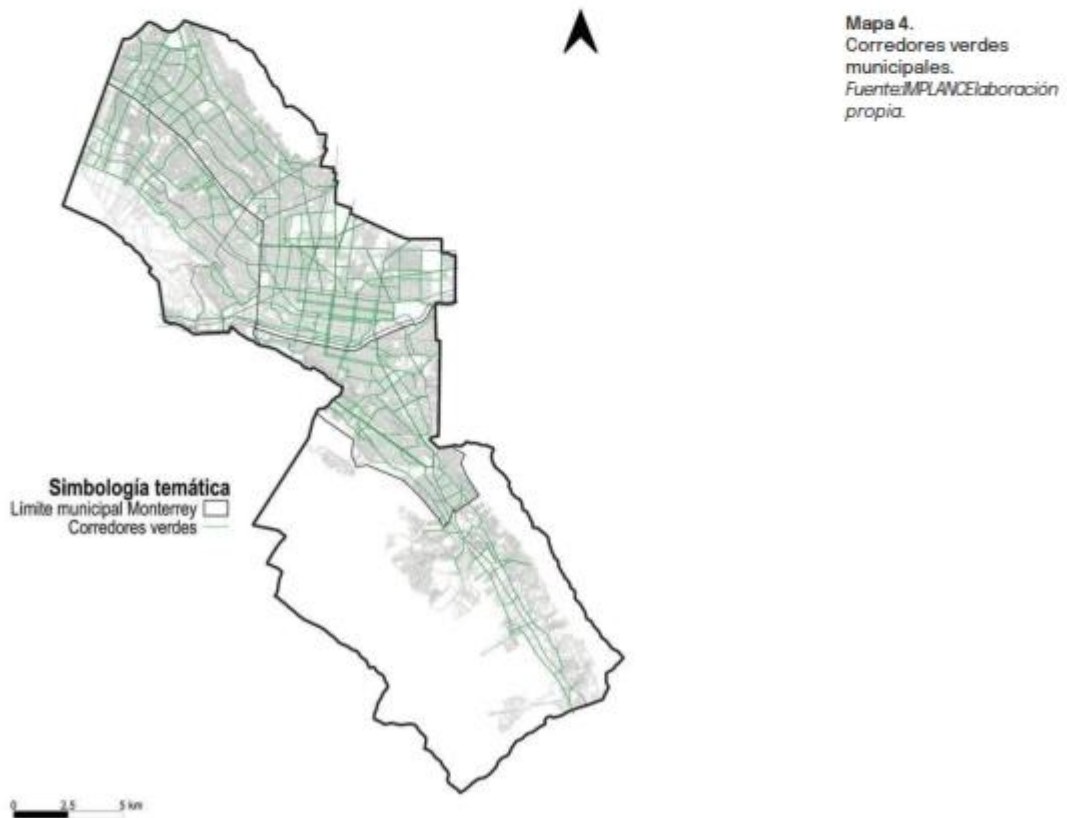 Mapa 4.
Corredores verdes
municipales.
Fuente:IMPLANCElaboración
propia.
Simbología temática
Limite municipal Monterrey
Corredores verdes
0 2.5 5 km